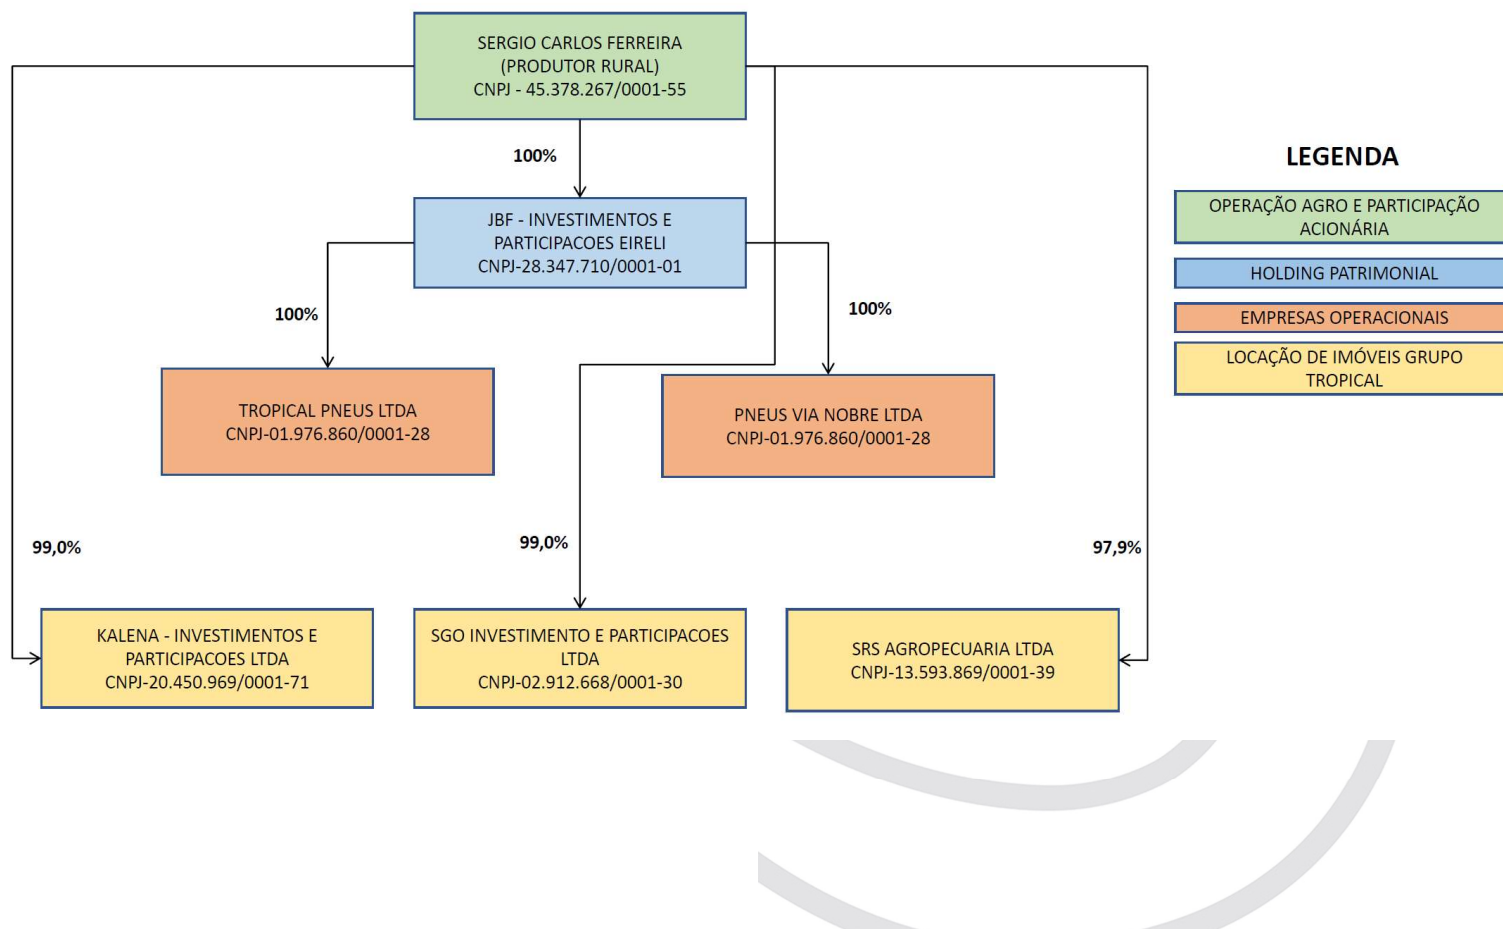 SERGIO CARLOS FERREIRA
(PRODUTOR RURAL)
CNPJ - 45.378.267/0001-55
100%
JBF - INVESTIMENTOS E
PARTICIPACOES EIRELI
CNPJ-28.347.710/0001-01
100%
100%
TROPICAL PNEUS LTDA
CNPJ-01.976.860/0001-28
PNEUS VIA NOBRE LTDA
CNPJ-01.976.860/0001-28
99,0%
99,0%
97,9%
KALENA - INVESTIMENTOS E
PARTICIPACOES LTDA
CNPJ-20.450.969/0001-71
SGO INVESTIMENTO E PARTICIPACOES
LTDA
CNPJ-02.912.668/0001-30
SRS AGROPECUARIA LTDA
CNPJ-13.593.869/0001-39
LEGENDA
OPERAÇÃO AGRO E PARTICIPAÇÃO
ACIONÁRIA
HOLDING PATRIMONIAL
EMPRESAS OPERACIONAIS
LOCAÇÃO DE IMÓVEIS GRUPO
TROPICAL